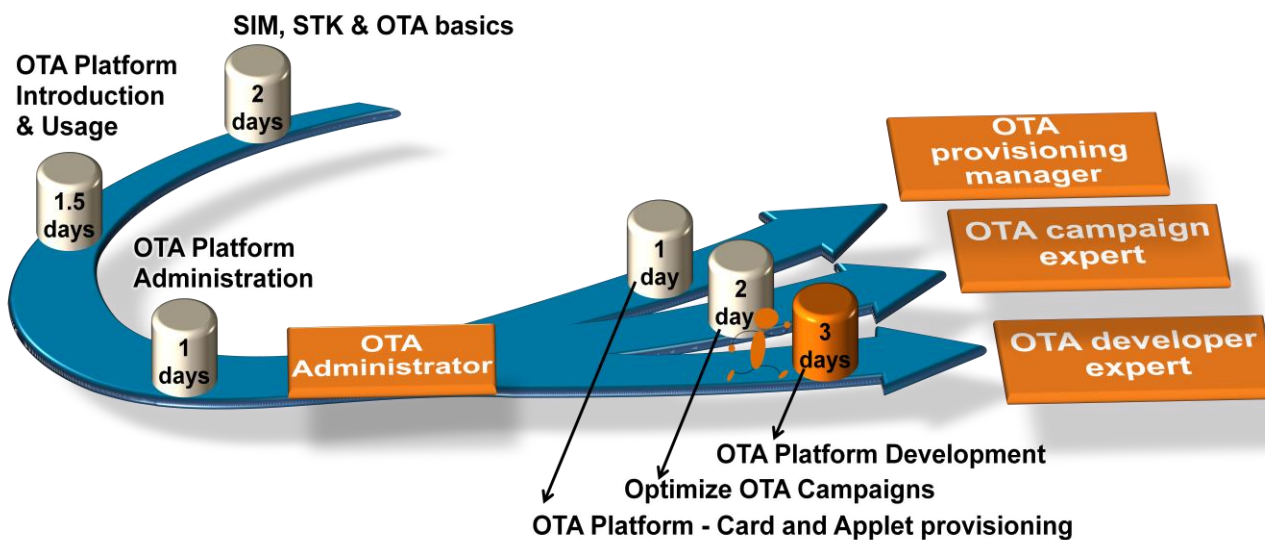 SIM, STK & OTA basics
2
days
OTA Platform
Introduction
& Usage
1.5
days
OTA Platform
Administration
1
days
OTA
Administrator
1
day
2
day
3
days
OTA
provisioning
manager
OTA campaign
expert
OTA developer
expert
OTA Platform Development
Optimize OTA Campaigns
OTA Platform - Card and Applet provisioning